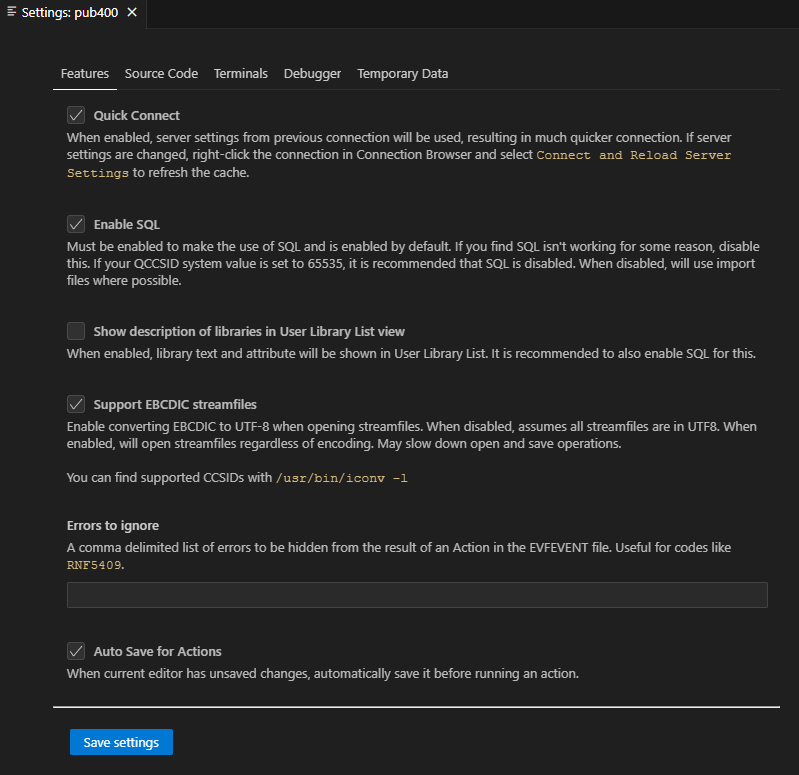 Settings: pub400
Features Source Code Terminals Debugger Temporary Data
Quick Connect
When enabled, server settings from previous connection will be used, resulting in much quicker connection. If server
settings are changed, right-click the connection in Connection Browser and select Connect and Reload Server
Settings to refresh the cache.
Enable SQL
Must be enabled to make the use of SQL and is enabled by default. If you find SQL isn't working for some reason, disable
this. If your QCCSID system value is set to 65535, it is recommended that SQL is disabled. When disabled, will use import
files where possible.
Show description of libraries in User Library List view
When enabled, library text and attribute will be shown in User Library List. It is recommended to also enable SQL for this.
Support EBCDIC streamfiles
Enable converting EBCDIC to UTF-8 when opening streamfiles. When disabled, assumes all streamfiles are in UTF8. When
enabled, will open streamfiles regardless of encoding. May slow down open and save operations.
You can find supported CCSIDs with /usr/bin/iconv -l
Errors to ignore
A comma delimited list of errors to be hidden from the result of an Action in the EVFEVENT file. Useful for codes like
RNF5409.
Auto Save for Actions
When current editor has unsaved changes, automatically save it before running an action.
Save settings